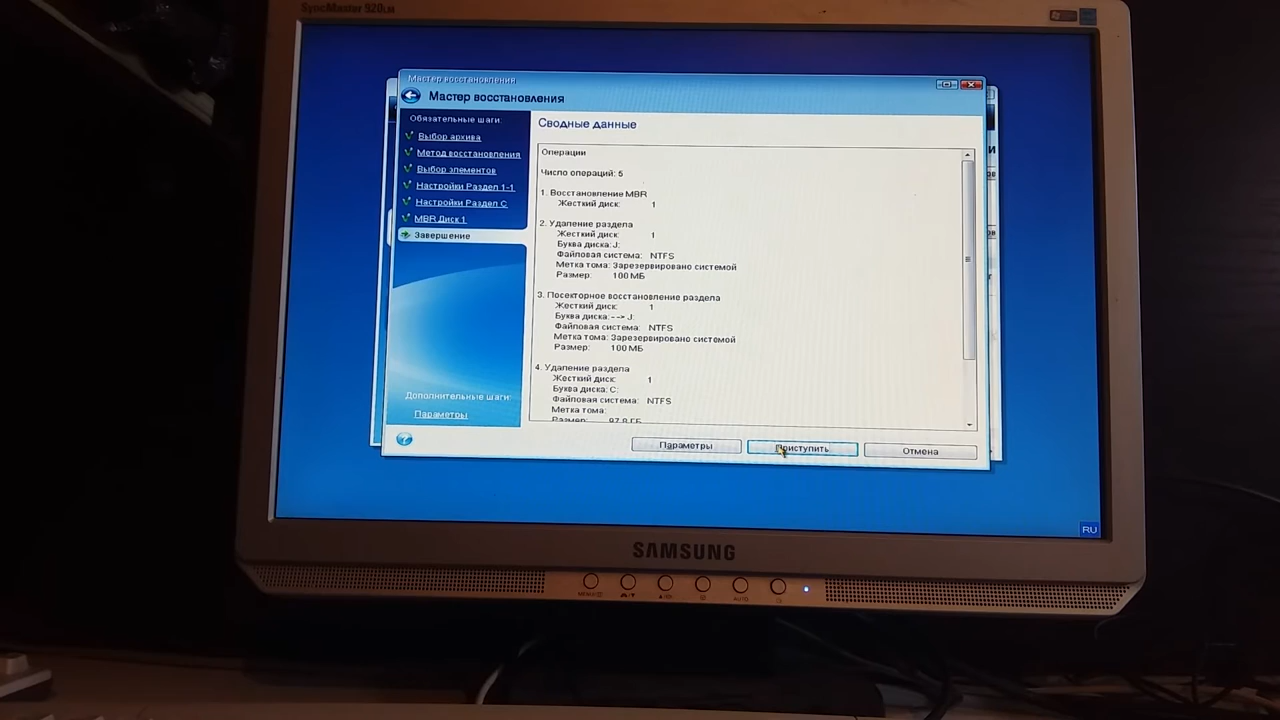 SyncMaster 920LM
Мастер восстановления
Мастер восстановления
Обязательные шаги:
Выбор архива
Метод восстановления
Выбор элементов
Настройки Раздел 1-1
Настройки Раздел C
MBR Диск 1
Завершение
Дополнительные шаги:
Параметры
Сводные данные
Операции
Число операций: 5
1. Восстановление MBR
Жесткий диск: 1
2. Удаление раздела
Жесткий диск: 1
Буква диска: J:
Файловая система: NTFS
Метка тома: Зарезервировано системой
Размер: 100 МБ
3. Посекторное восстановление раздела
Жесткий диск: 1
Буква диска: --> J:
Файловая система: NTFS
Метка тома: Зарезервировано системой
Размер: 100 МБ
4. Удаление раздела
Жесткий диск: 1
Буква диска: C:
Файловая система: NTFS
Метка тома:
Размер:
Параметры
Приступить
Отмена
RU
SAMSUNG
AUTO